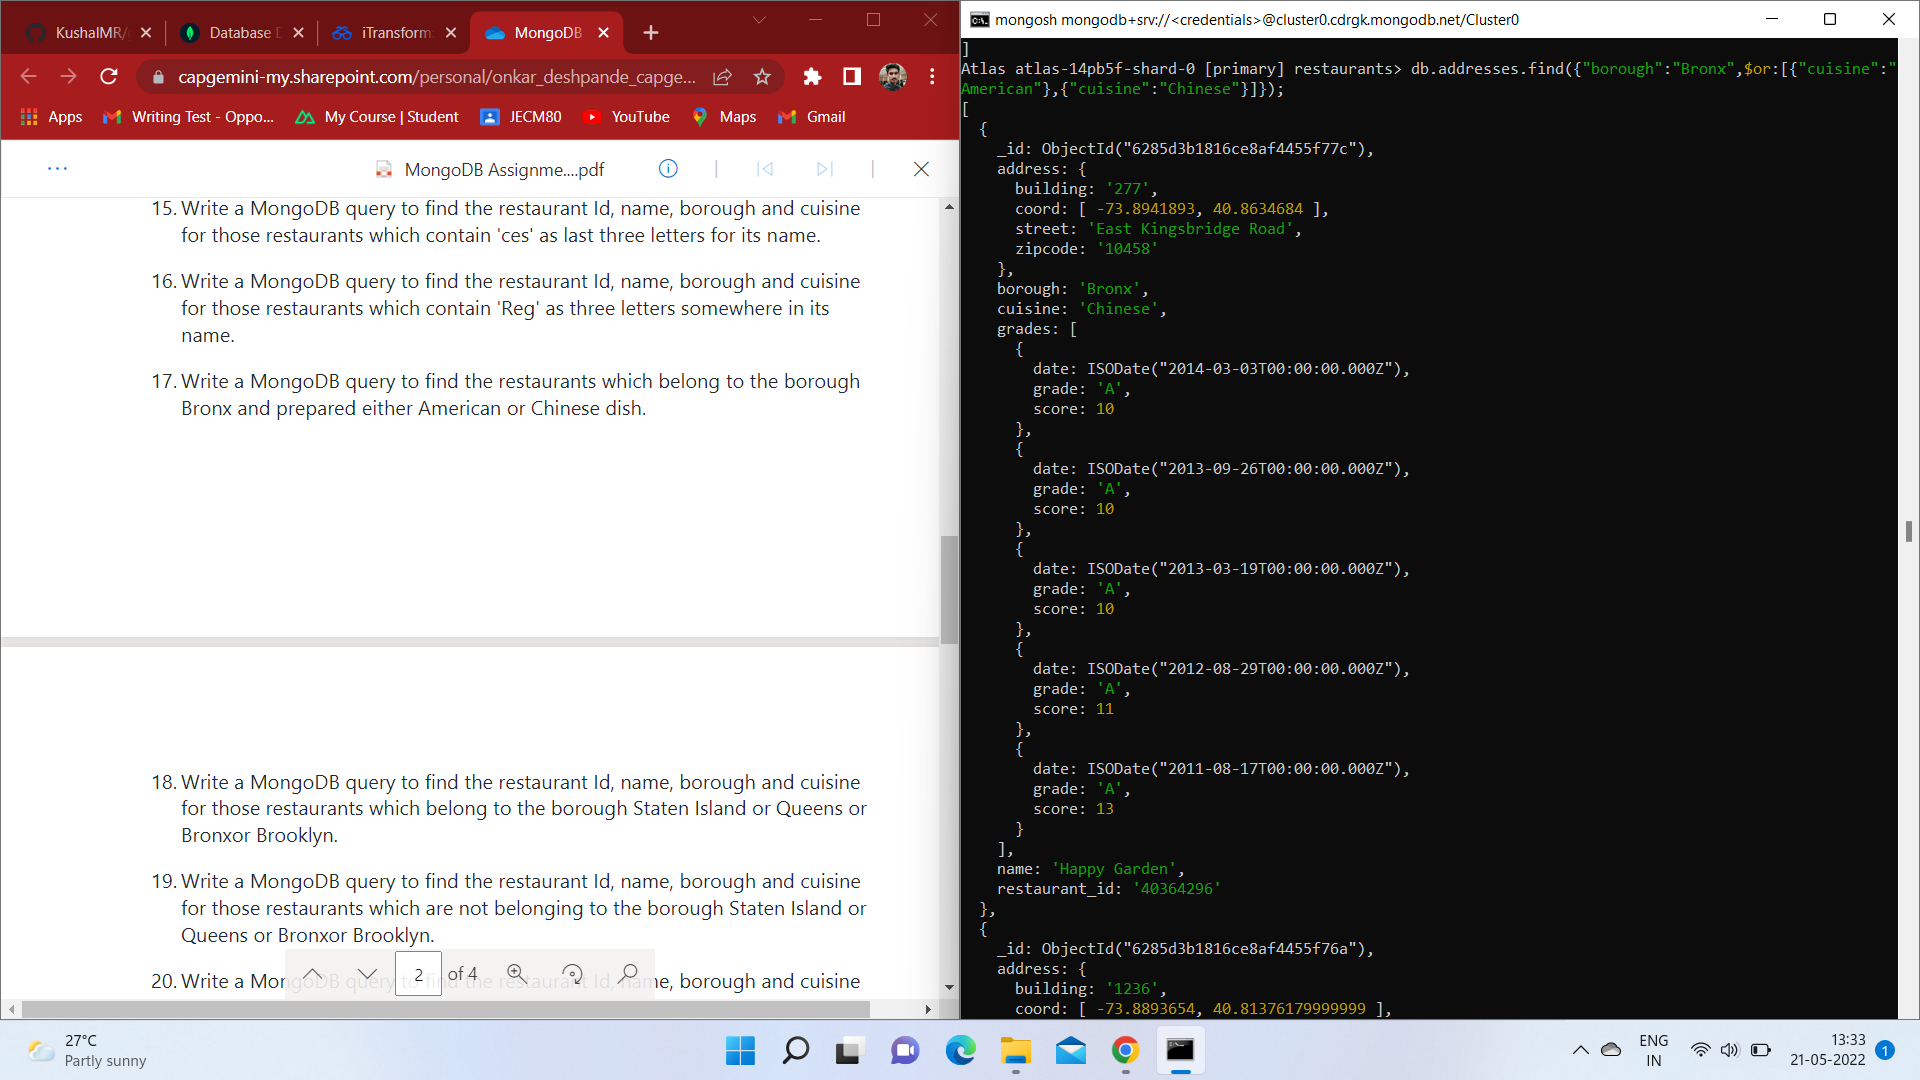 KushalMR/
Database D
iTransform
MongoDB
capgemini-my.sharepoint.com/personal/onkar_deshpande_capge...
Apps
Writing Test - Oppo...
My Course | Student
JECM80
YouTube
Maps
Gmail
MongoDB Assignme....pdf
15. Write a MongoDB query to find the restaurant Id, name, borough and cuisine
for those restaurants which contain 'ces' as last three letters for its name.
16. Write a MongoDB query to find the restaurant Id, name, borough and cuisine
for those restaurants which contain 'Reg' as three letters somewhere in its
name.
17. Write a MongoDB query to find the restaurants which belong to the borough
Bronx and prepared either American or Chinese dish.
18. Write a MongoDB query to find the restaurant Id, name, borough and cuisine
for those restaurants which belong to the borough Staten Island or Queens or
Bronxor Brooklyn.
19. Write a MongoDB query to find the restaurant Id, name, borough and cuisine
for those restaurants which are not belonging to the borough Staten Island or
Queens or Bronxor Brooklyn.
20. Write a MongoDB query to find the restaurant Id, name, borough and cuisine
2 of 4
mongosh mongodb+srv://<credentials>@cluster0.cdrgk.mongodb.net/Cluster0
]
Atlas atlas-14pb5f-shard-0 [primary] restaurants> db.addresses.find({"borough":"Bronx",$or:[{"cuisine":"
American"},{"cuisine":"Chinese"}]});
[
{
_id: ObjectId("6285d3b1816ce8af4455f77c"),
address: {
building: '277',
coord: [ -73.8941893, 40.8634684 ],
street: 'East Kingsbridge Road',
zipcode: '10458'
},
borough: 'Bronx',
cuisine: 'Chinese',
grades: [
{
date: ISODate("2014-03-03T00:00:00.000Z"),
grade: 'A',
score: 10
},
{
date: ISODate("2013-09-26T00:00:00.000Z"),
grade: 'A',
score: 10
},
{
date: ISODate("2013-03-19T00:00:00.000Z"),
grade: 'A',
score: 10
},
{
date: ISODate("2012-08-29T00:00:00.000Z"),
grade: 'A',
score: 11
},
{
date: ISODate("2011-08-17T00:00:00.000Z"),
grade: 'A',
score: 13
}
],
name: 'Happy Garden',
restaurant_id: '40364296'
},
{
_id: ObjectId("6285d3b1816ce8af4455f76a"),
address: {
building: '1236',
coord: [ -73.8893654, 40.81376179999999 ],
27°C
Partly sunny
ENG
IN
13:33
21-05-2022
1